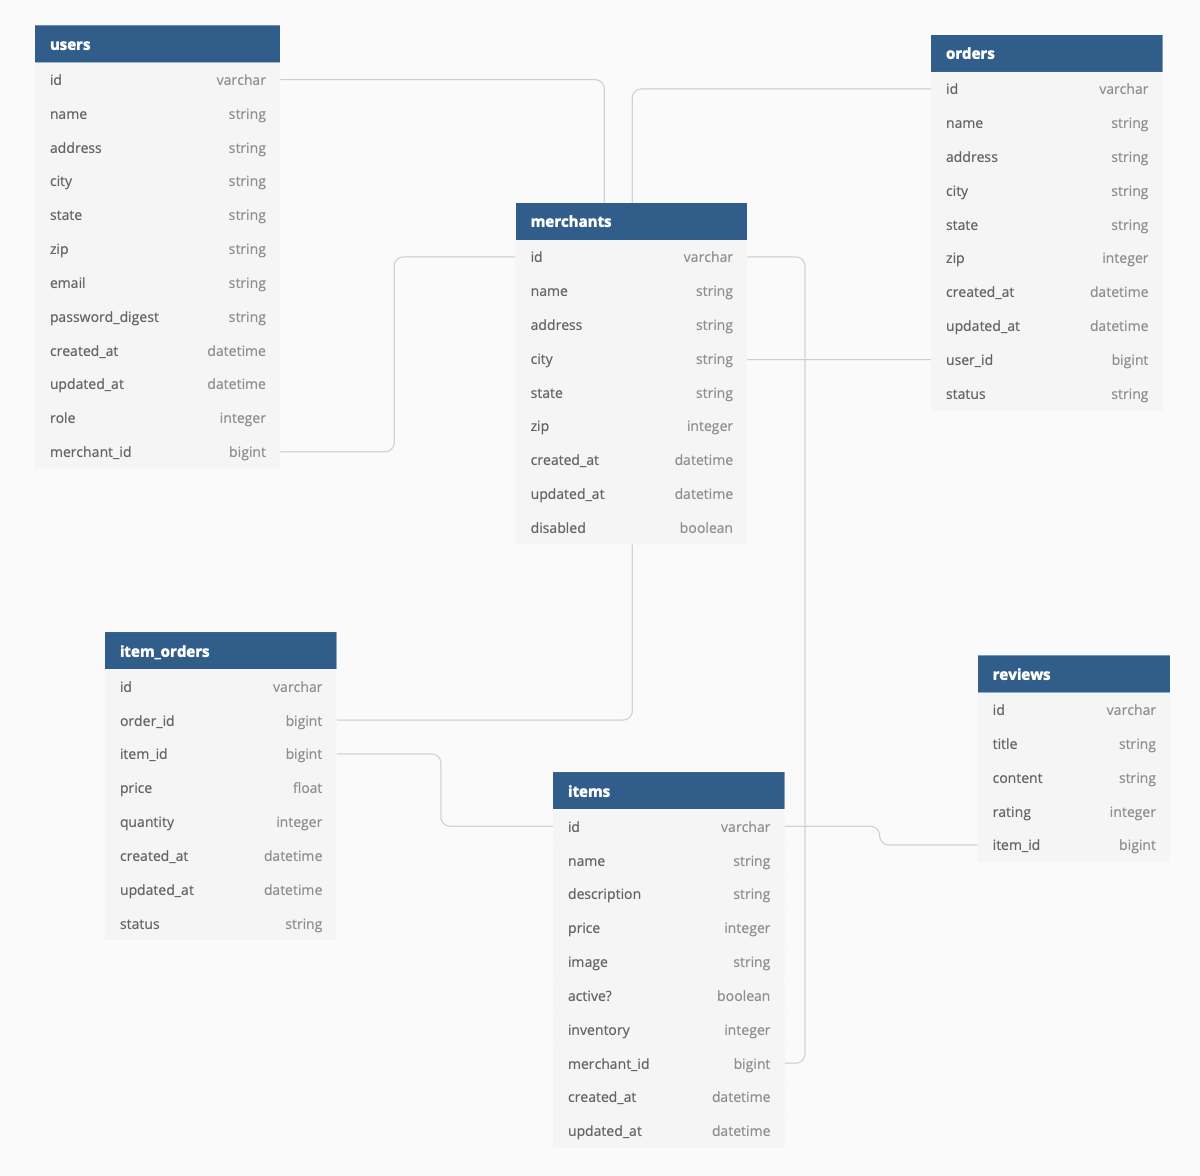 users
id varchar
name string
address string
city string
state string
zip string
email string
password_digest string
created_at datetime
updated_at datetime
role integer
merchant_id bigint
orders
id varchar
name string
address string
city string
state string
zip integer
created_at datetime
updated_at datetime
user_id bigint
status string
merchants
id varchar
name string
address string
city string
state string
zip integer
created_at datetime
updated_at datetime
disabled boolean
item_orders
id varchar
order_id bigint
item_id bigint
price float
quantity integer
created_at datetime
updated_at datetime
status string
reviews
id varchar
title string
content string
rating integer
item_id bigint
items
id varchar
name string
description string
price integer
image string
active? boolean
inventory integer
merchant_id bigint
created_at datetime
updated_at datetime